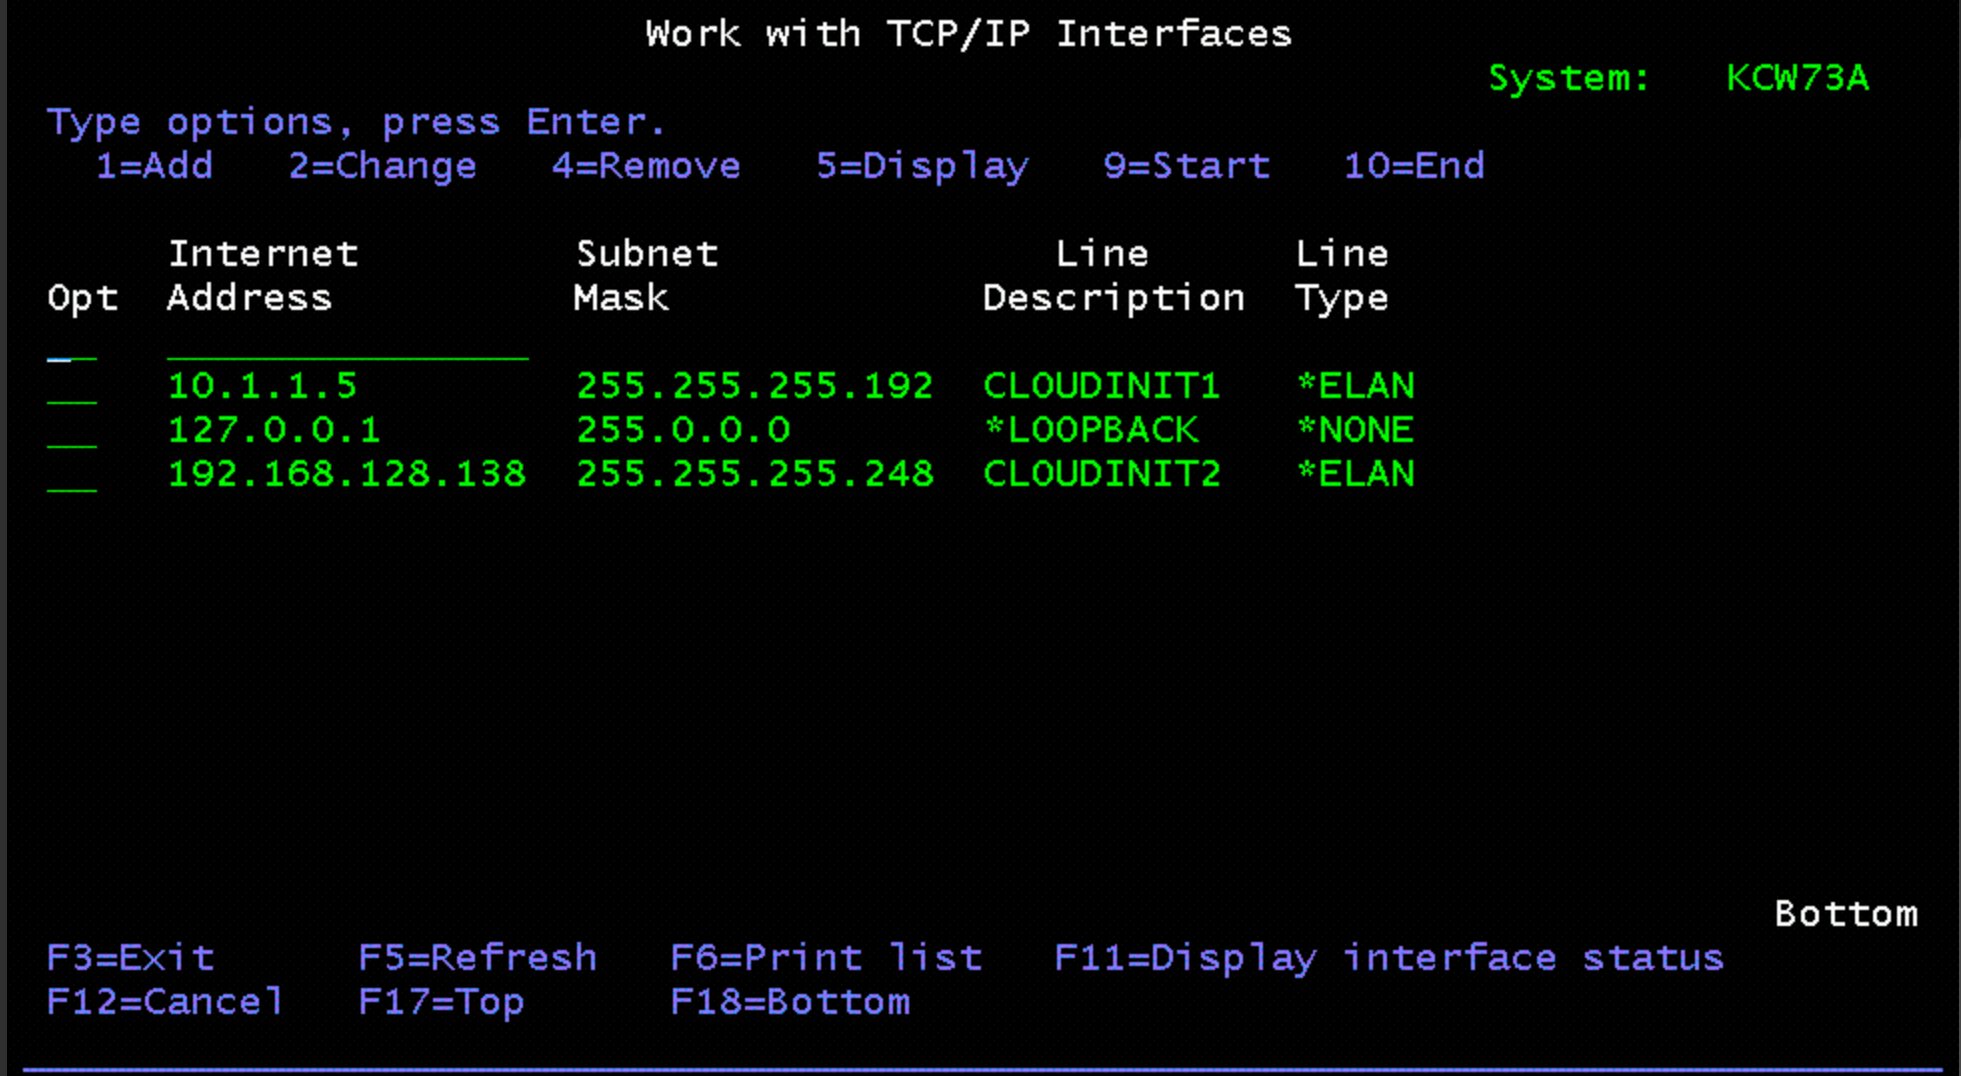 Work with TCP/IP Interfaces
System: KCW73A
Type options, press Enter.
1=Add 2=Change 4=Remove 5=Display 9=Start 10=End
Internet Subnet Line Line
Opt Address Mask Description Type
10.1.1.5 255.255.255.192 CLOUDINIT1 *ELAN
127.0.0.1 255.0.0.0 *LOOPBACK *NONE
192.168.128.138 255.255.255.248 CLOUDINIT2 *ELAN
Bottom
F3=Exit F5=Refresh F6=Print list F11=Display interface status
F12=Cancel F17=Top F18=Bottom